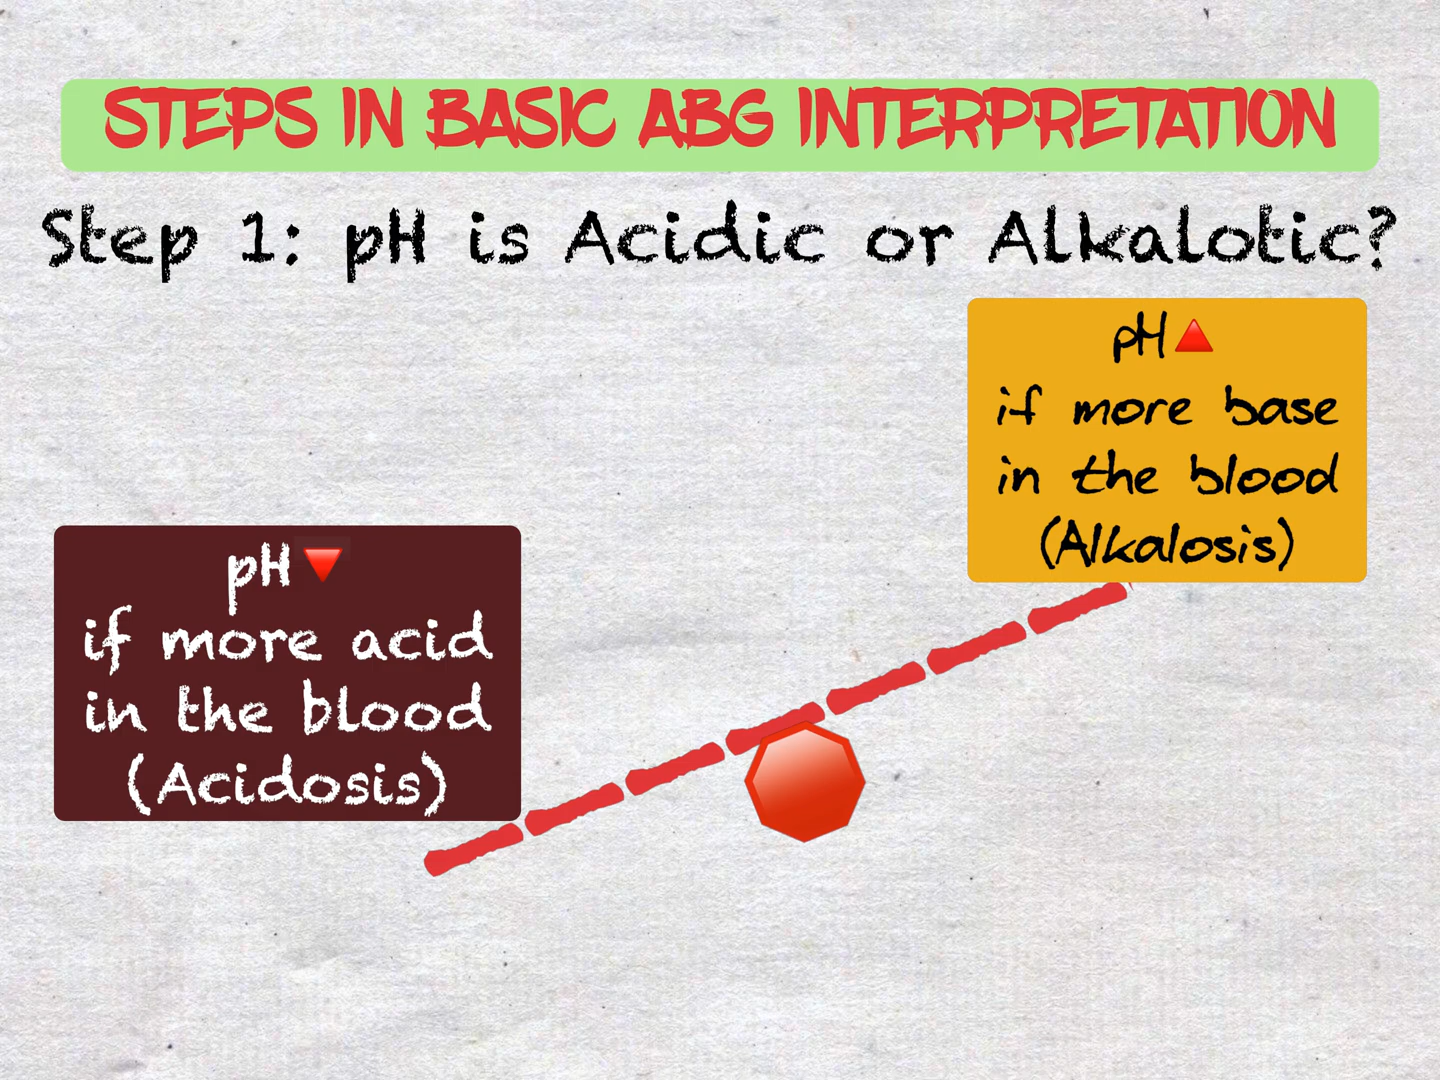 STEPS IN BASIC ABG INTERPRETATION
Step 1: pH is Acidic or Alkalotic?
pH🔺
if more base
in the blood
(Alkalosis)
pH🔻
if more acid
in the blood
(Acidosis)